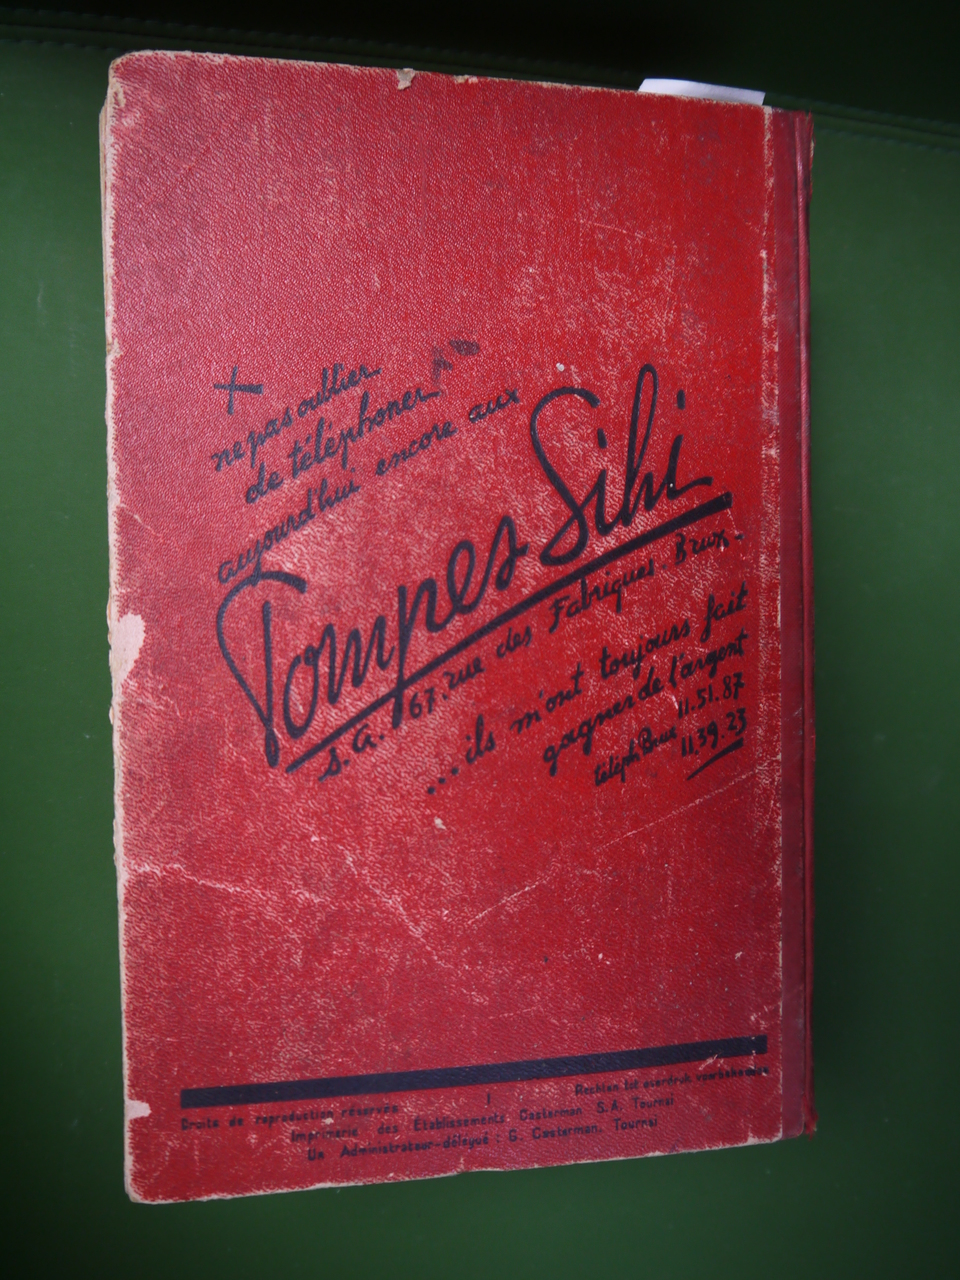 +
ne pas oublier
de téléphoner
aujourd'hui encore aux
Pompes Sihi
s.a. 67. rue des Fabriques. Brux.
...ils m'ont toujours fait
gagner de l'argent
téléph. Brux. 11.51.87
11.39.23
Droits de reproduction réservés | Rechten tot overdruk voorbehouden
Imprimerie des Établissements Casterman S.A. Tournai
Un Administrateur-délégué : G. Casterman, Tournai